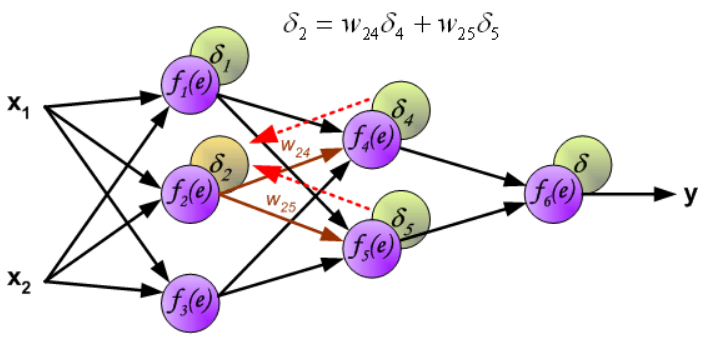 δ₂ = w₂₄δ₄ + w₂₅δ₅
δ₁
f₁(e)
x₁
δ₄
f₄(e)
w₂₄
δ₂
f₂(e)
δ
f₆(e)
y
w₂₅
δ₅
f₅(e)
x₂
f₃(e)